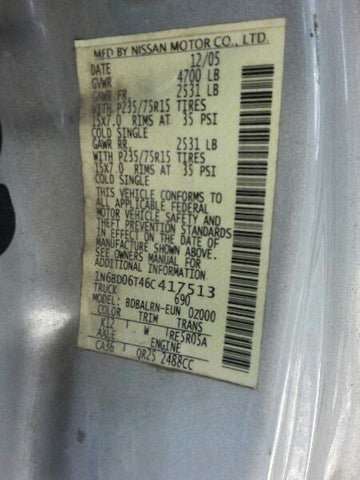 MFD BY NISSAN MOTOR CO., LTD.
DATE 12/05
GVWR 4700 LB
GAWR FR. 2531 LB
WITH P235/75R15 TIRES
15X7.0 RIMS AT 35 PSI
COLD SINGLE
GAWR RR. 2531 LB
WITH P235/75R15 TIRES
15X7.0 RIMS AT 35 PSI
COLD SINGLE
THIS VEHICLE CONFORMS TO
ALL APPLICABLE FEDERAL
MOTOR VEHICLE SAFETY AND
THEFT PREVENTION STANDARDS
IN EFFECT ON THE DATE OF
MANUFACTURE SHOWN ABOVE.
SEE OWNERS MANUAL FOR
ADDITIONAL INFORMATION
1N6BD06T46C417513
TRUCK 690
MODEL: BDBALRN-EUN 02000
COLOR TRIM TRANS
K12 W RE5R05A
AXLE ENGINE
CA36 QR25 2488CC